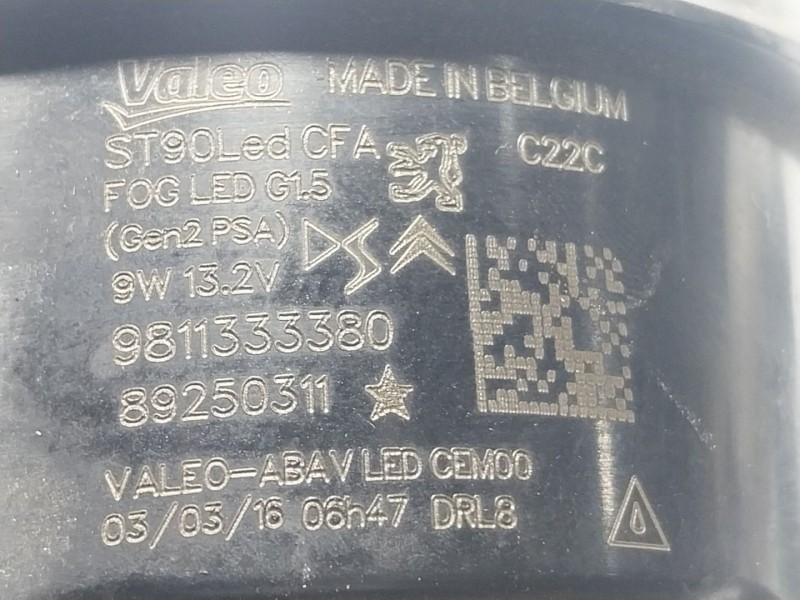 Valeo MADE IN BELGIUM
ST90Led CFA C22C
FOG LED G1.5
(Gen2 PSA) DS
9W 13.2V
9811333380
89250311
VALEO-ABAV LED CEM00
03/03/16 06h47 DRL8